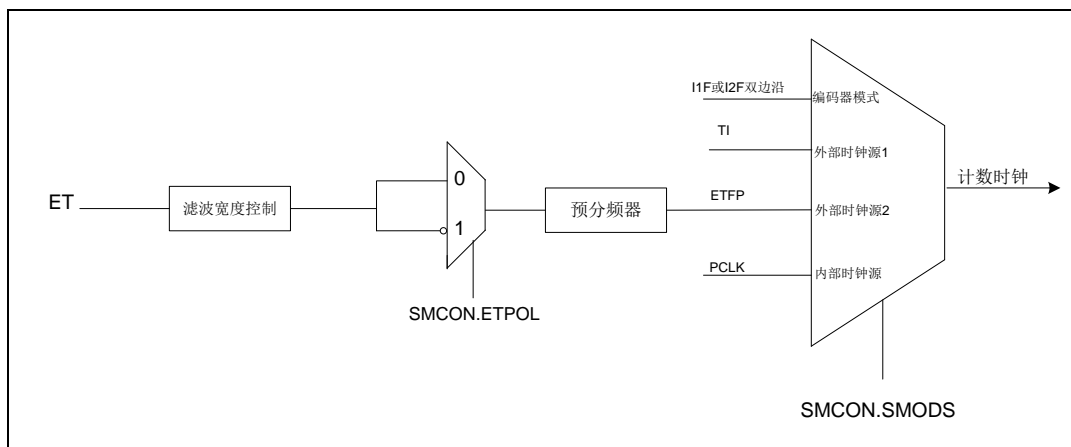 ET
滤波宽度控制
0
1
SMCON.ETPOL
预分频器
I1F或I2F双边沿
编码器模式
TI
外部时钟源1
ETFP
外部时钟源2
PCLK
内部时钟源
计数时钟
SMCON.SMODS